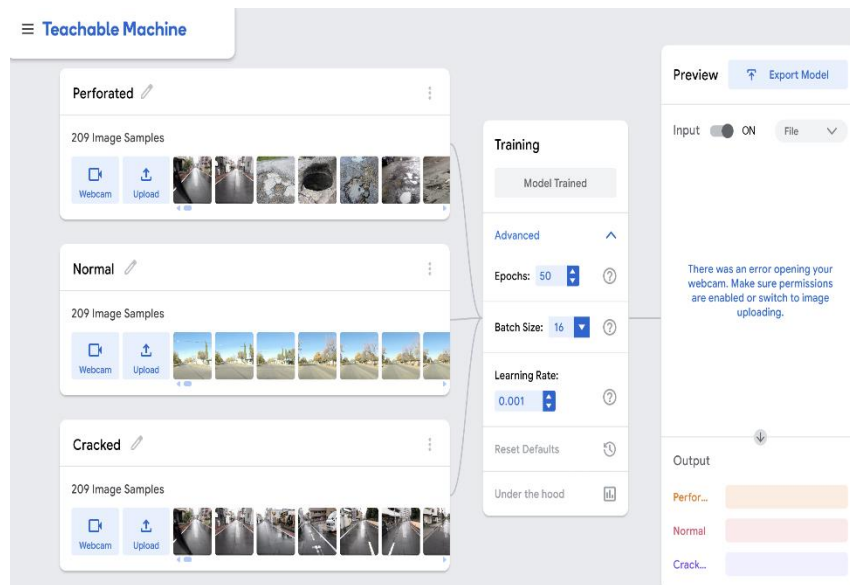 Teachable Machine
Perforated
209 Image Samples
Webcam
Upload
Normal
209 Image Samples
Webcam
Upload
Cracked
209 Image Samples
Webcam
Upload
Training
Model Trained
Advanced
Epochs: 50
Batch Size: 16
Learning Rate:
0.001
Reset Defaults
Under the hood
Preview
Export Model
Input ON File
There was an error opening your
webcam. Make sure permissions
are enabled or switch to image
uploading.
Output
Perfor...
Normal
Crack...